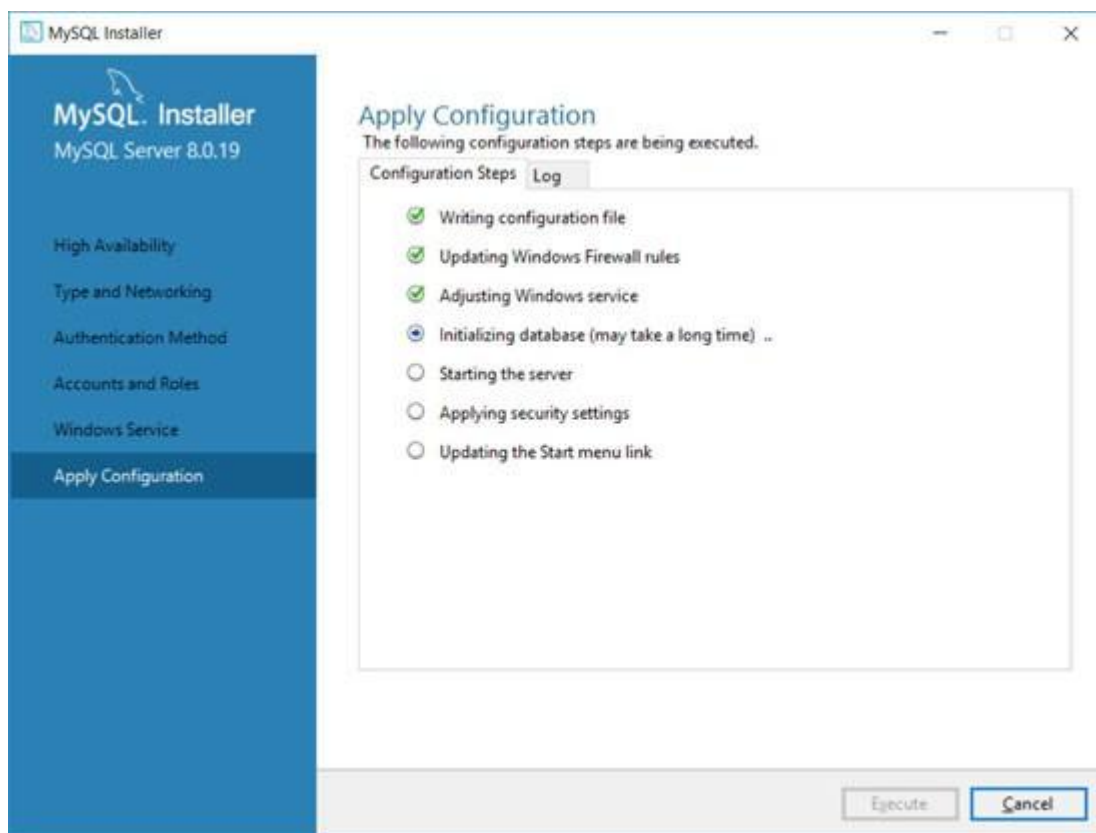 MySQL Installer
MySQL. Installer
MySQL Server 8.0.19
High Availability
Type and Networking
Authentication Method
Accounts and Roles
Windows Service
Apply Configuration
Apply Configuration
The following configuration steps are being executed.
Configuration Steps Log
Writing configuration file
Updating Windows Firewall rules
Adjusting Windows service
Initializing database (may take a long time) ..
Starting the server
Applying security settings
Updating the Start menu link
Execute Cancel